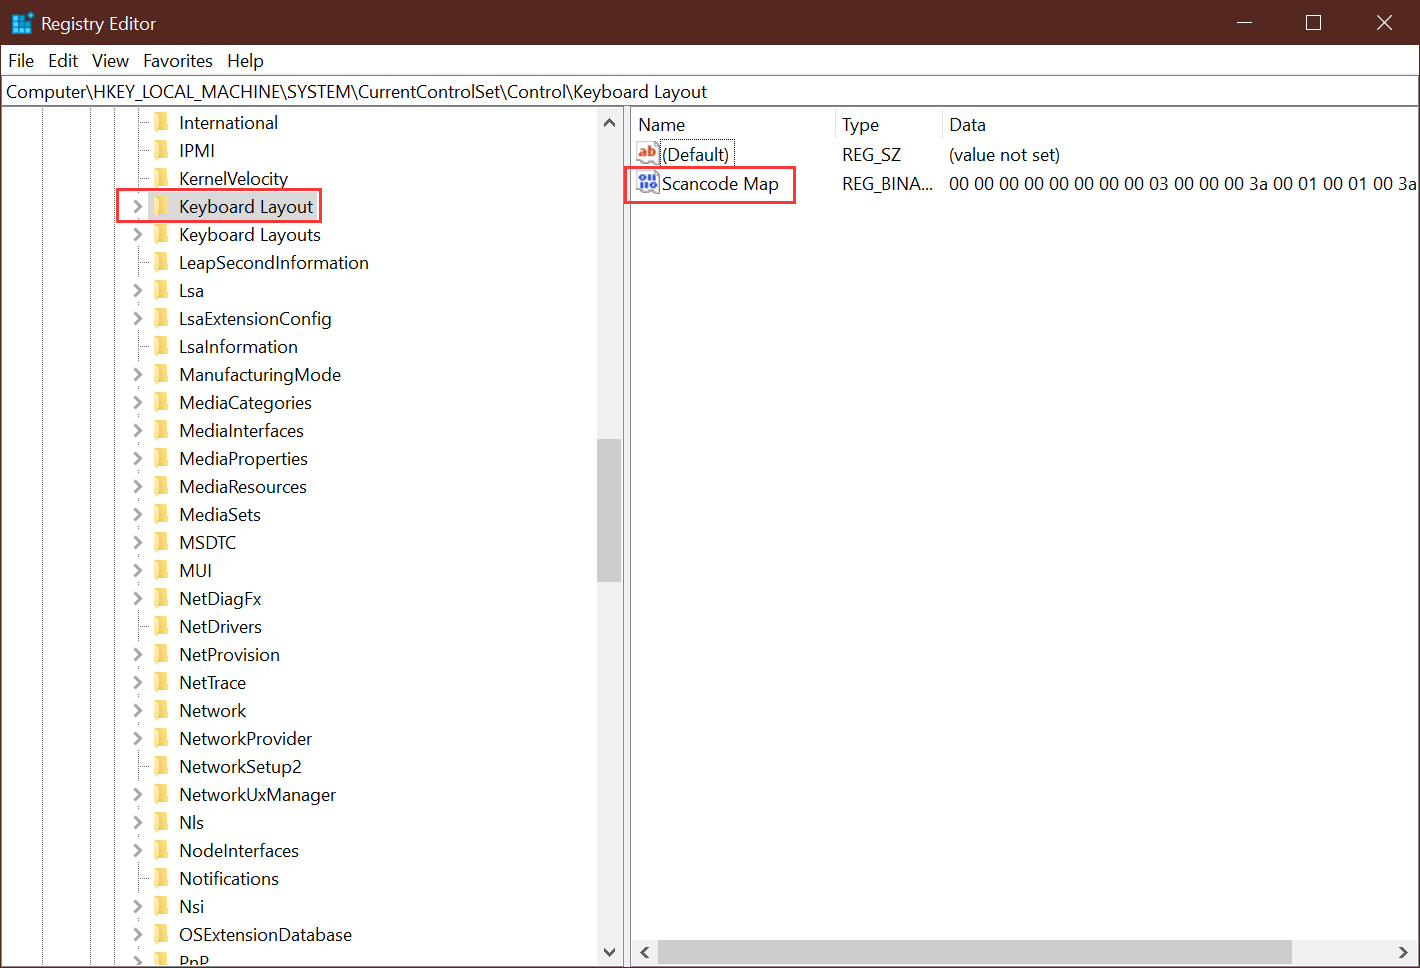 Registry Editor
File Edit View Favorites Help
Computer\HKEY_LOCAL_MACHINE\SYSTEM\CurrentControlSet\Control\Keyboard Layout
International
IPMI
KernelVelocity
Keyboard Layout
Keyboard Layouts
LeapSecondInformation
Lsa
LsaExtensionConfig
LsaInformation
ManufacturingMode
MediaCategories
MediaInterfaces
MediaProperties
MediaResources
MediaSets
MSDTC
MUI
NetDiagFx
NetDrivers
NetProvision
NetTrace
Network
NetworkProvider
NetworkSetup2
NetworkUxManager
Nls
NodeInterfaces
Notifications
Nsi
OSExtensionDatabase
PnP
Name Type Data
(Default) REG_SZ (value not set)
Scancode Map REG_BINA... 00 00 00 00 00 00 00 00 03 00 00 00 3a 00 01 00 01 00 3a